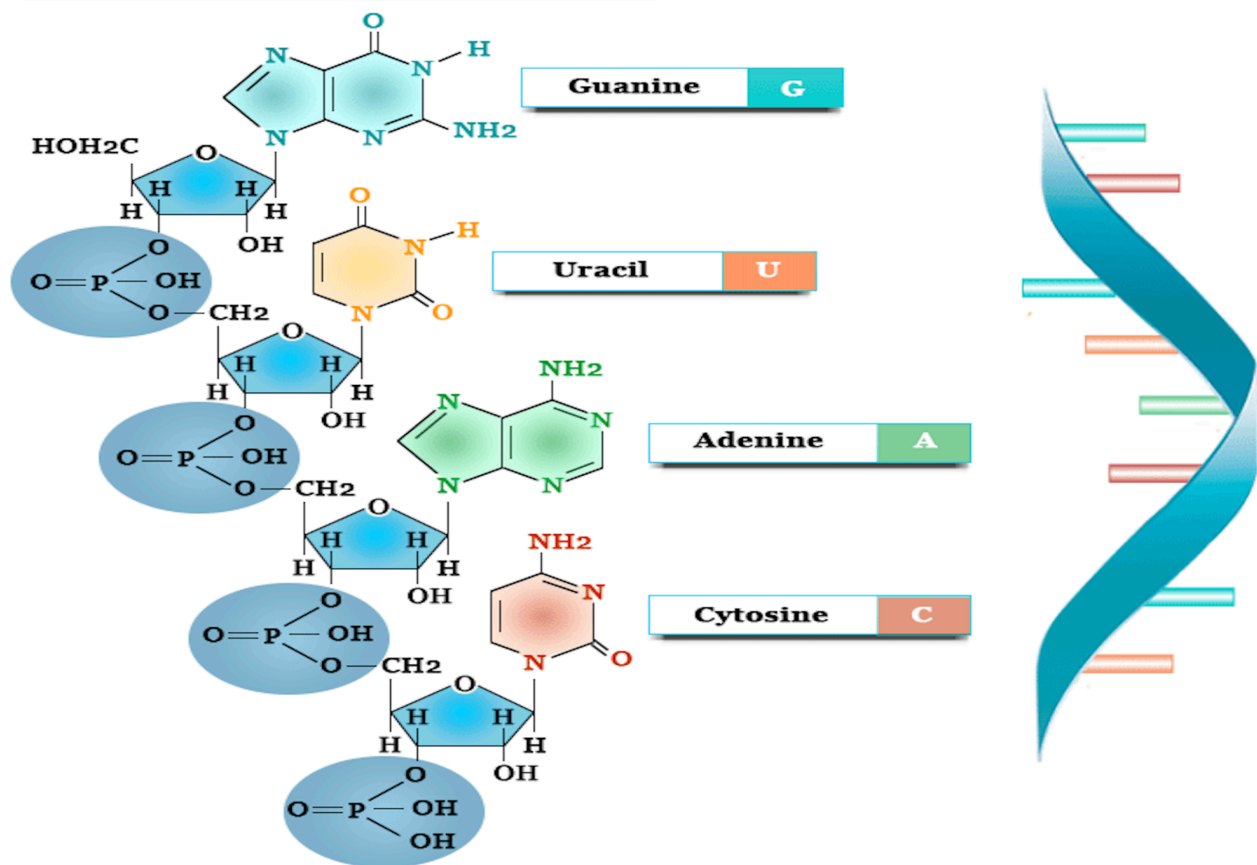 O
N
N
H
Guanine G
NH2
N
N
HOH2C
O
H H
H H
O
OH
O
N
H
O=P
OH
Uracil U
O
CH2
N
O
O
H H
H H
OH
NH2
O
N
N
O=P
OH
Adenine A
O
CH2
N
N
O
H H
H H
OH
NH2
O
N
O=P
OH
Cytosine C
O
CH2
N
O
O
H H
H H
O
OH
O=P
OH
OH